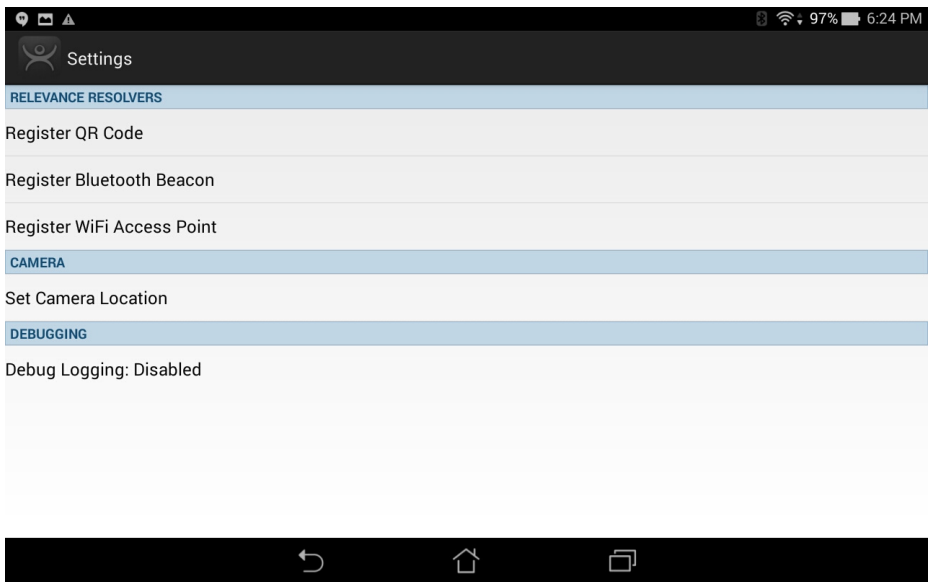 97% 6:24 PM
Settings
RELEVANCE RESOLVERS
Register QR Code
Register Bluetooth Beacon
Register WiFi Access Point
CAMERA
Set Camera Location
DEBUGGING
Debug Logging: Disabled